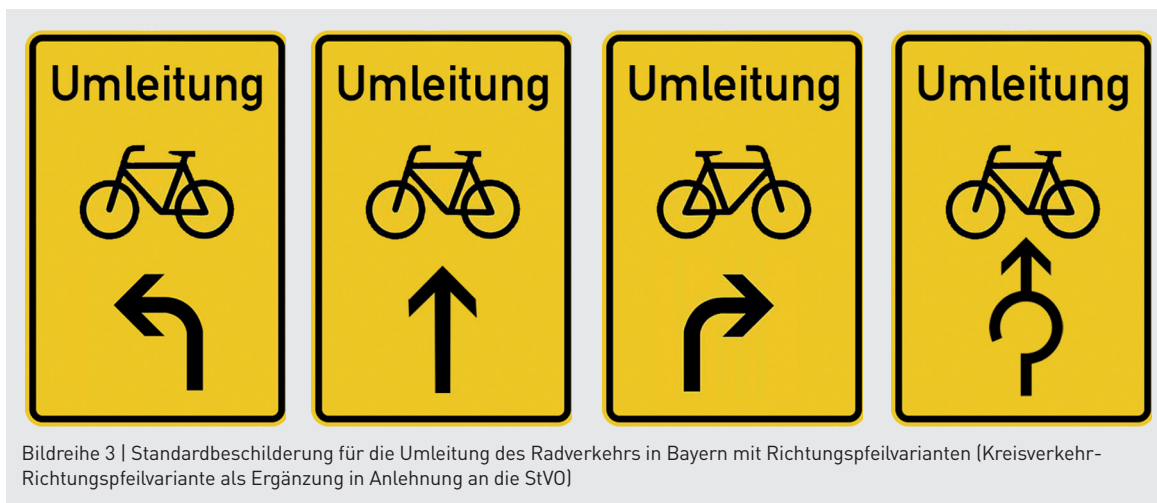 Umleitung
Umleitung
Umleitung
Umleitung
Bildreihe 3 | Standardbeschilderung für die Umleitung des Radverkehrs in Bayern mit Richtungspfeilvarianten (Kreisverkehr-
Richtungspfeilvariante als Ergänzung in Anlehnung an die StVO)